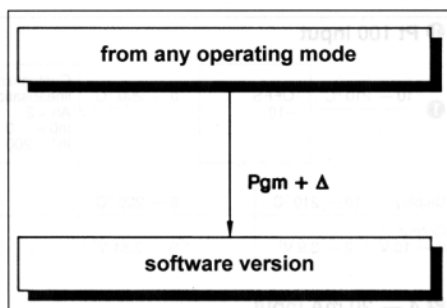 from any operating mode
Pgm + Δ
software version